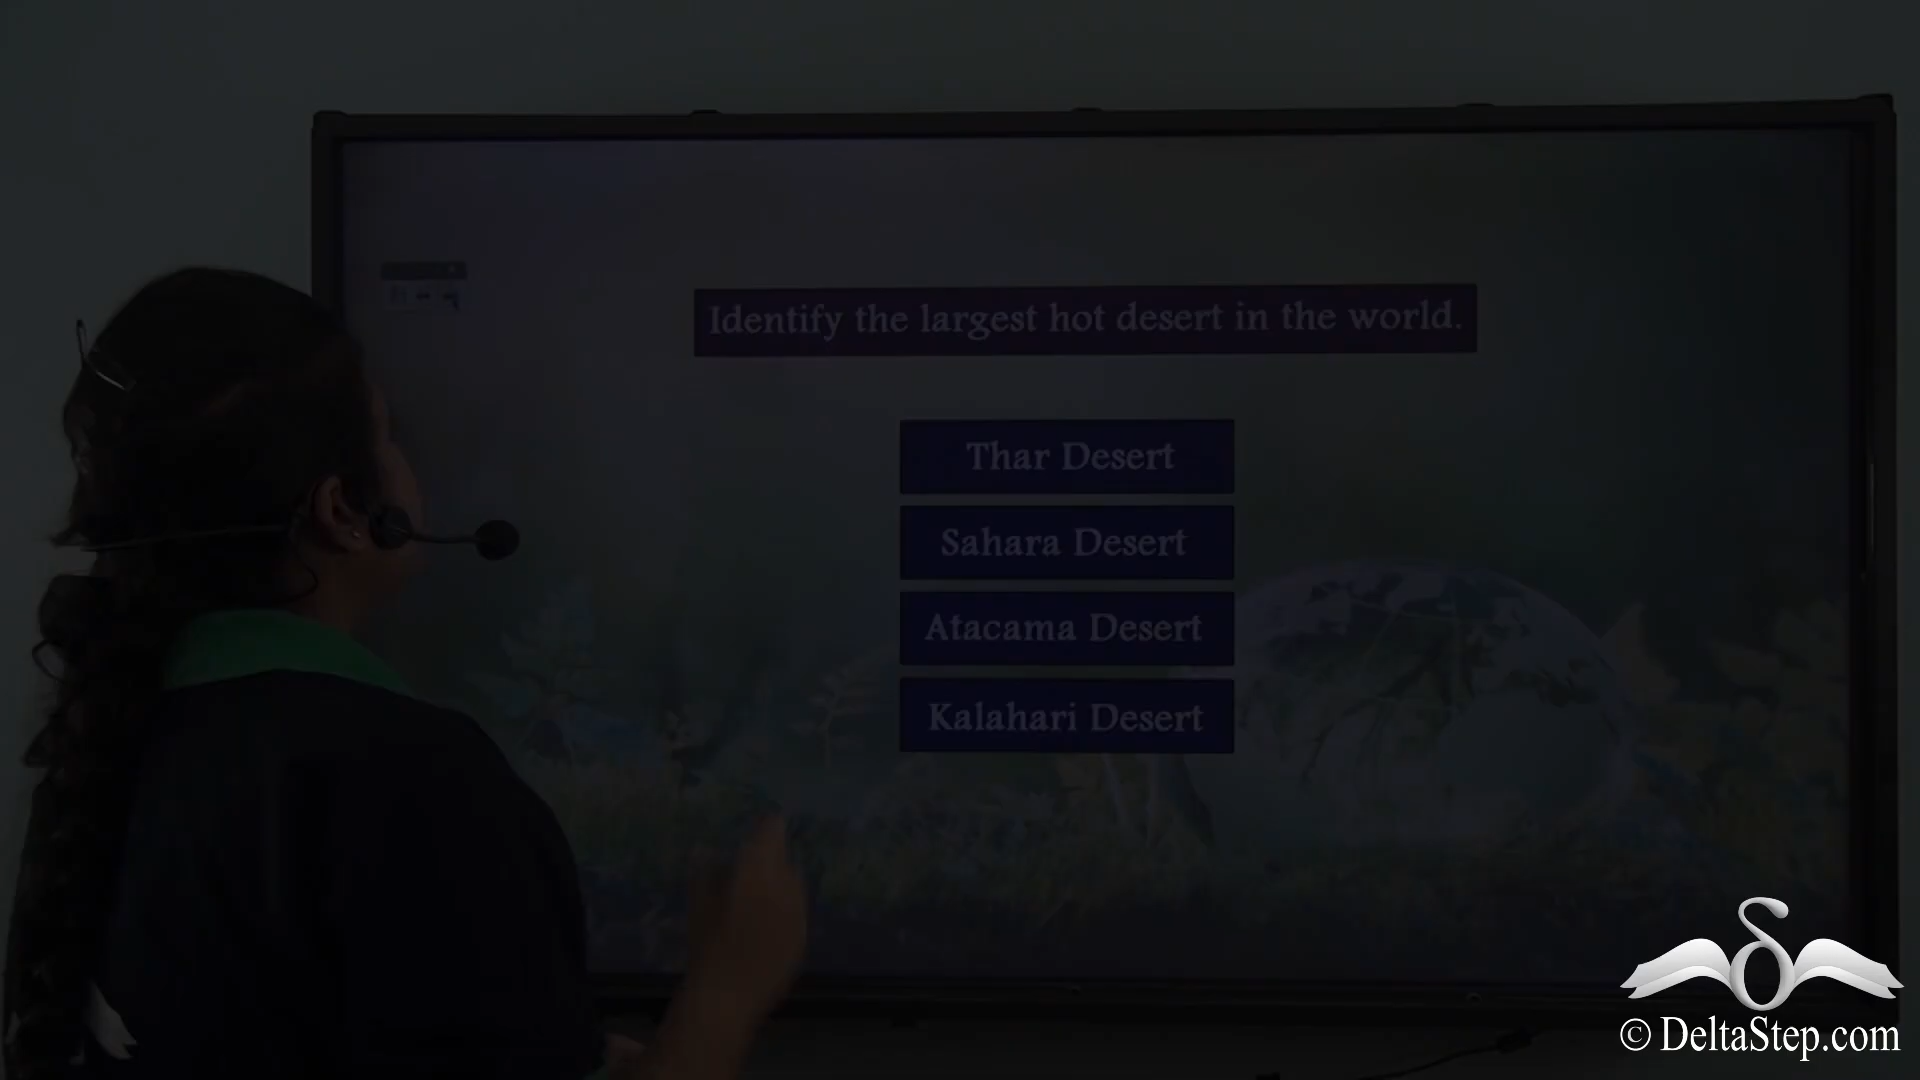 Identify the largest hot desert in the world.
Thar Desert
Sahara Desert
Atacama Desert
Kalahari Desert
© DeltaStep.com